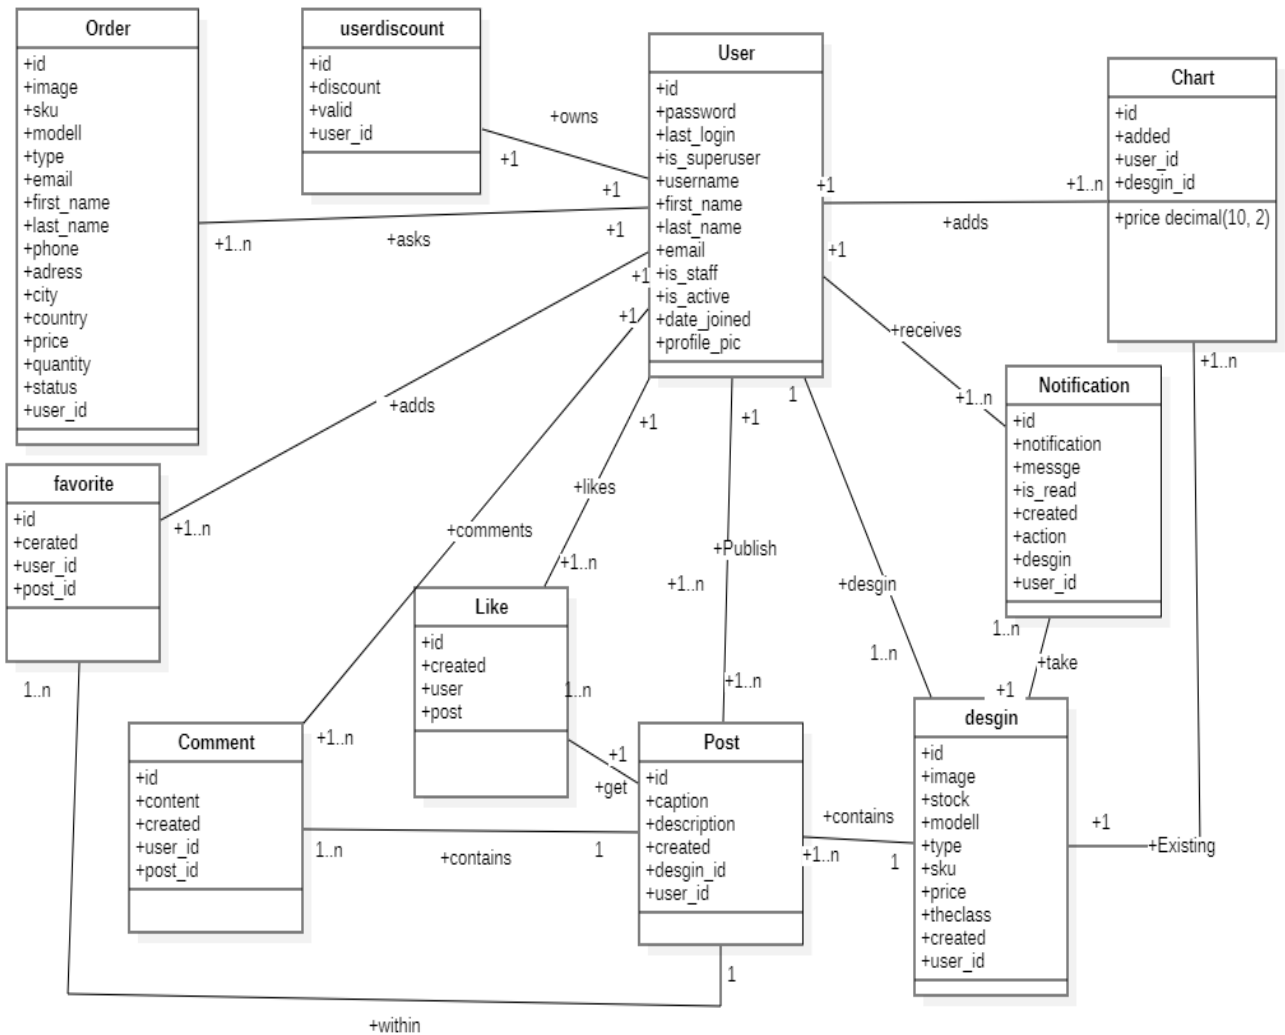 Order
+id
+image
+sku
+modell
+type
+email
+first_name
+last_name
+phone
+adress
+city
+country
+price
+quantity
+status
+user_id
userdiscount
+id
+discount
+valid
+user_id
User
+id
+password
+last_login
+is_superuser
+username
+first_name
+last_name
+email
+is_staff
+is_active
+date_joined
+profile_pic
Chart
+id
+added
+user_id
+desgin_id
+price decimal(10, 2)
+owns
+1
+1
+1..n
+asks
+1
+1
+adds
+1..n
+1
+receives
+1..n
+1
+adds
+1..n
+1
+comments
+1..n
+1
+likes
+1..n
+1
+Publish
+1..n
+1..n
1
+desgin
1..n
+1..n
Notification
+id
+notification
+messge
+is_read
+created
+action
+desgin
+user_id
1..n
+take
+1
favorite
+id
+cerated
+user_id
+post_id
1..n
Like
+id
+created
+user
+post
1..n
+1
+get
Comment
+id
+content
+created
+user_id
+post_id
1..n
+contains
1
Post
+id
+caption
+description
+created
+desgin_id
+user_id
+contains
+1..n
1
desgin
+id
+image
+stock
+modell
+type
+sku
+price
+theclass
+created
+user_id
+1
+Existing
1
+within